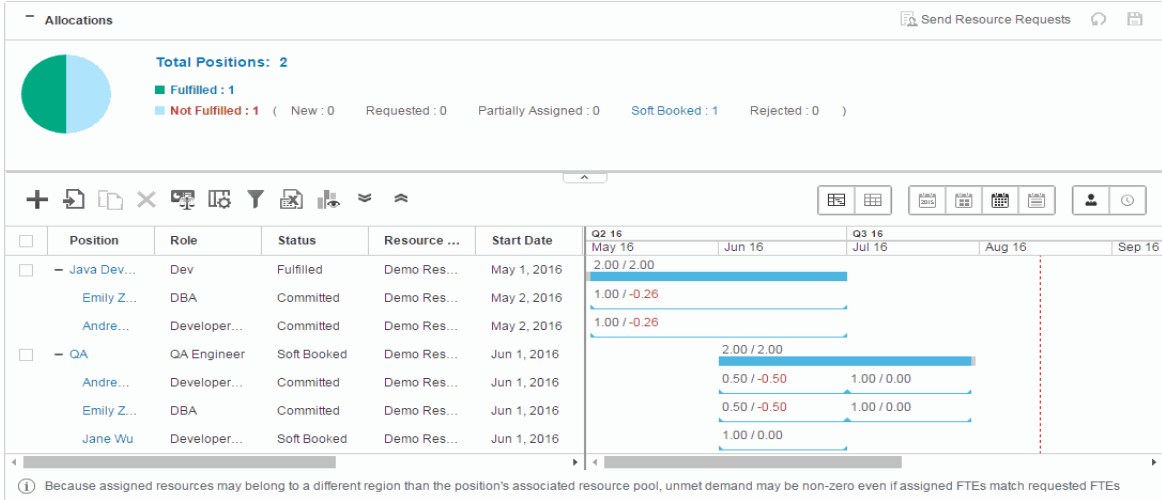 Allocations
Send Resource Requests
Total Positions: 2
Fulfilled : 1
Not Fulfilled : 1 ( New : 0 Requested : 0 Partially Assigned : 0 Soft Booked : 1 Rejected : 0 )
Position Role Status Resource ... Start Date
Q2 16 Q3 16
May 16 Jun 16 Jul 16 Aug 16 Sep 16
Java Dev... Dev Fulfilled Demo Res... May 1, 2016 2.00 / 2.00
Emily Z... DBA Committed Demo Res... May 2, 2016 1.00 / -0.26
Andre... Developer... Committed Demo Res... May 2, 2016 1.00 / -0.26
QA QA Engineer Soft Booked Demo Res... Jun 1, 2016 2.00 / 2.00
Andre... Developer... Committed Demo Res... Jun 1, 2016 0.50 / -0.50 1.00 / 0.00
Emily Z... DBA Committed Demo Res... Jun 1, 2016 0.50 / -0.50 1.00 / 0.00
Jane Wu Developer... Soft Booked Demo Res... Jun 1, 2016 1.00 / 0.00
Because assigned resources may belong to a different region than the position's associated resource pool, unmet demand may be non-zero even if assigned FTEs match requested FTEs